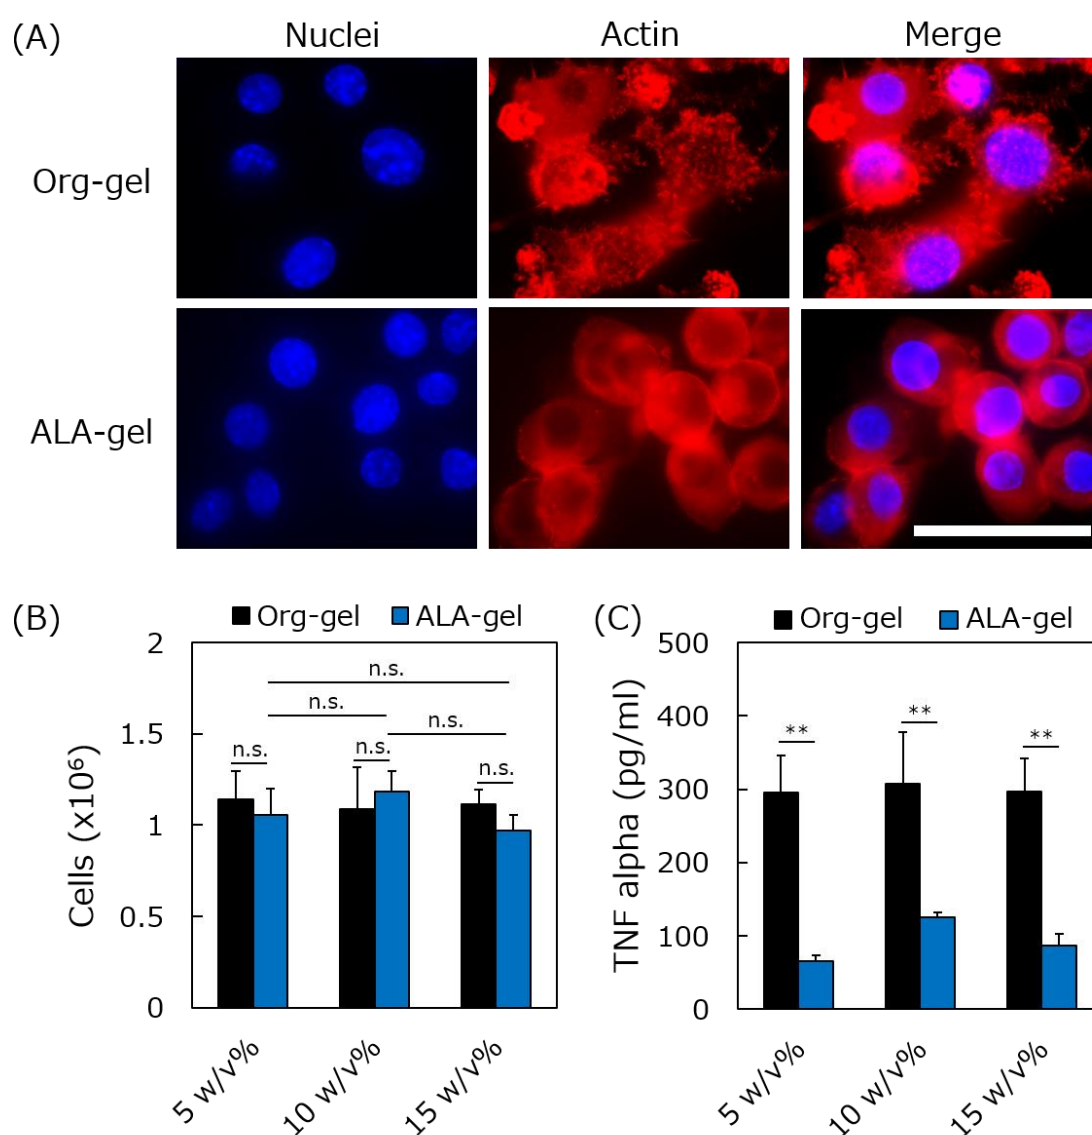 (A)
Nuclei Actin Merge
Org-gel
ALA-gel
(B)
Org-gel ALA-gel
2
1.5
1
0.5
0
Cells (x10⁶)
n.s.
n.s.
n.s.
n.s.
n.s.
n.s.
5 w/v%
10 w/v%
15 w/v%
(C)
Org-gel ALA-gel
500
400
300
200
100
0
TNF alpha (pg/ml)
**
**
**
5 w/v%
10 w/v%
15 w/v%